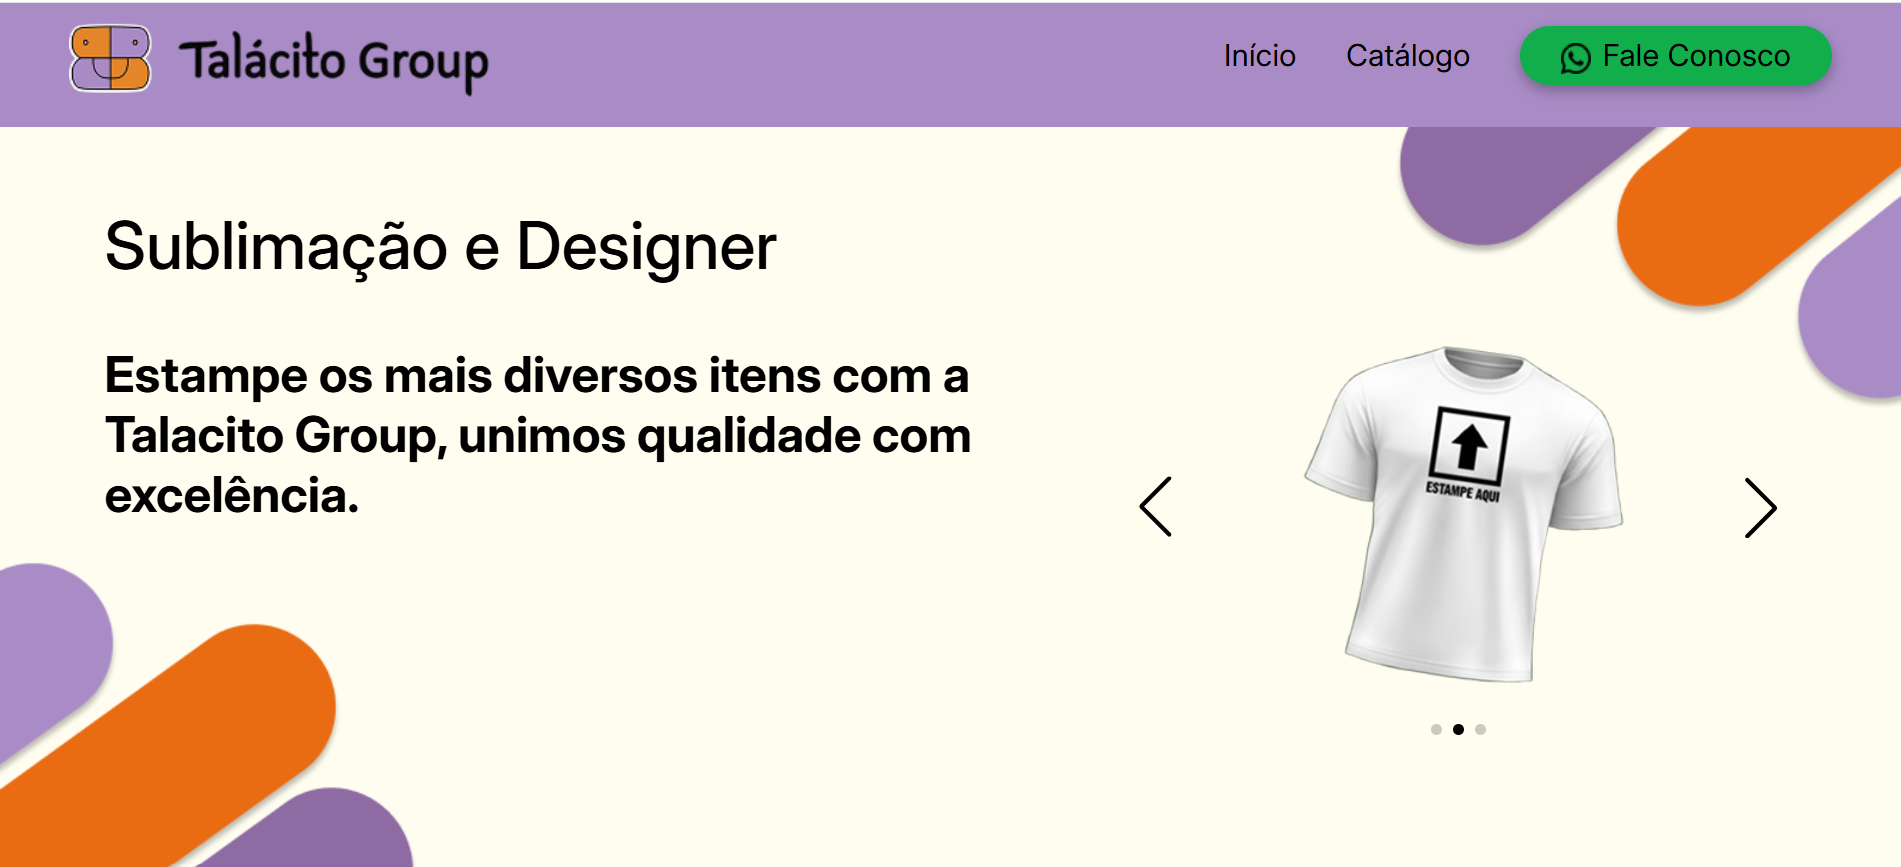 Talácito Group
Início
Catálogo
Fale Conosco
Sublimação e Designer
Estampe os mais diversos itens com a
Talacito Group, unimos qualidade com
excelência.
ESTAMPE AQUI